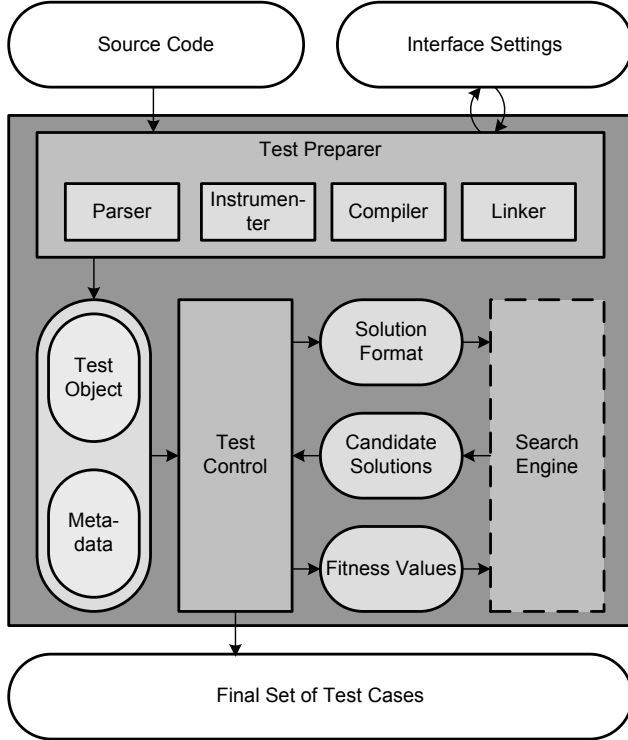 Source Code
Interface Settings
Test Preparer
Parser
Instrumen-
ter
Compiler
Linker
Test
Object
Meta-
data
Test
Control
Solution
Format
Candidate
Solutions
Fitness Values
Search
Engine
Final Set of Test Cases